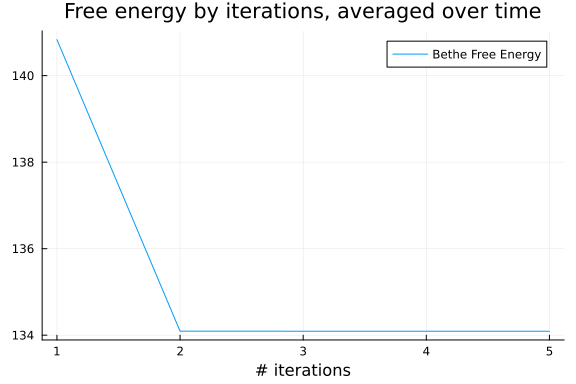 Free energy by iterations, averaged over time
Bethe Free Energy
140
138
136
134
1 2 3 4 5
# iterations